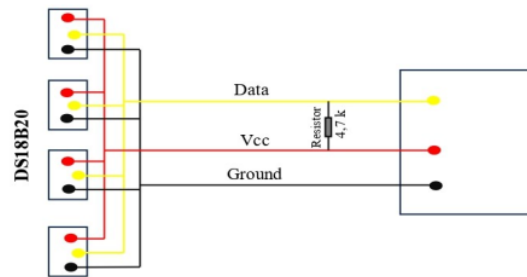 DS18B20
Data
Resistor
4,7 k
Vcc
Ground